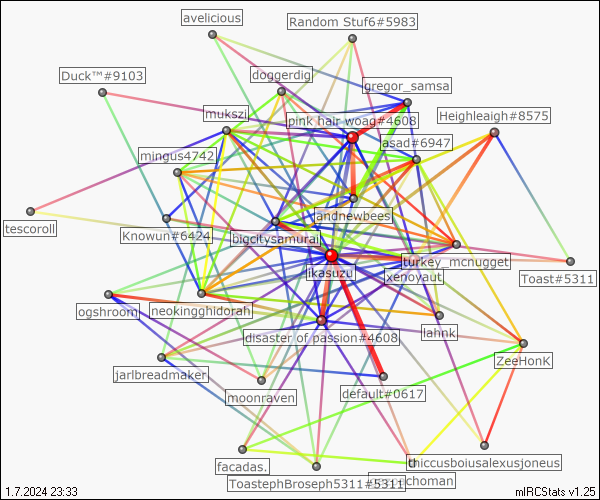 avelicious
Random Stuf6#5983
Duck™#9103
doggerdig
gregor_samsa
mukszi
pink hair woag#4608
Heighleaigh#8575
asad#6947
mingus4742
tescoroll
andnewbees
Knowun#6424
bigcitysamurai
turkey_mcnugget
ikasuzu
xenoyaut
Toast#5311
ogshroom
neokingghidorah
disaster of passion#4608
lahnk
ZeeHonK
jarlbreadmaker
moonraven
default#0617
facadas.
thiccusboiusalexusjoneus
ToastephBroseph5311#5311
choman
1.7.2024 23:33
mIRCStats v1.25